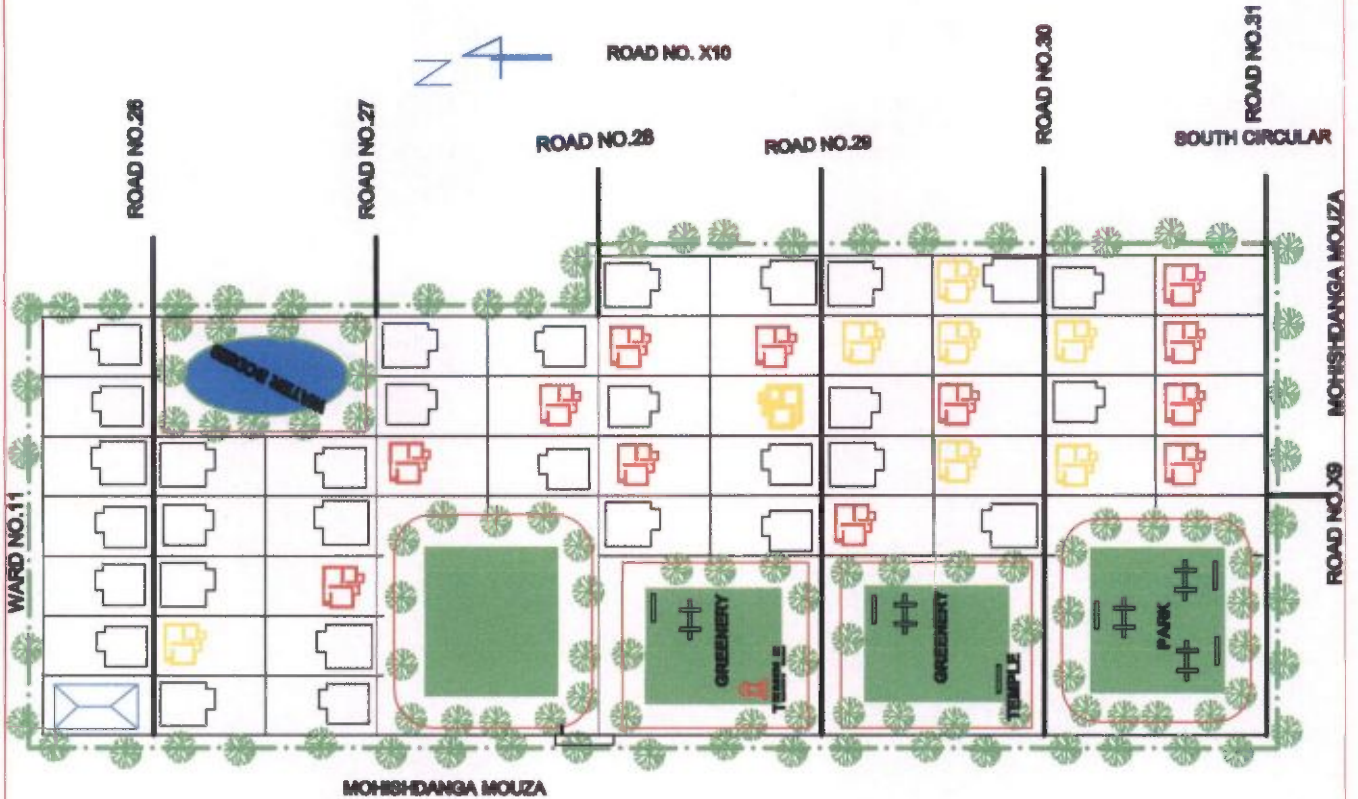 ROAD NO. X10
N
ROAD NO.26
ROAD NO.27
ROAD NO.28
ROAD NO.29
ROAD NO.30
ROAD NO.31
SOUTH CIRCULAR
MOHISHDANGA MOUZA
ROAD NO.X9
WARD NO.11
WATER BODIES
GREENERY
TEMPLE
GREENERY
TEMPLE
PARK
MOHISHDANGA MOUZA